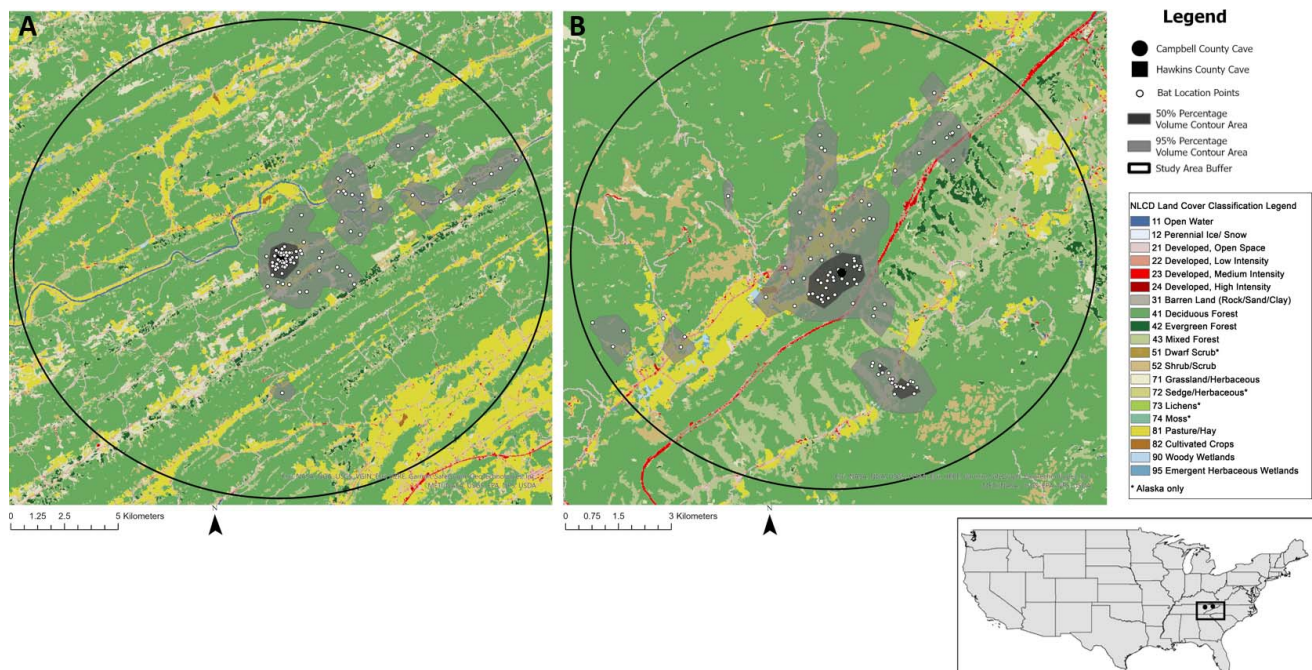 A
B
Legend
Campbell County Cave
Hawkins County Cave
Bat Location Points
50% Percentage
Volume Contour Area
95% Percentage
Volume Contour Area
Study Area Buffer
NLCD Land Cover Classification Legend
11 Open Water
12 Perennial Ice/ Snow
21 Developed, Open Space
22 Developed, Low Intensity
23 Developed, Medium Intensity
24 Developed, High Intensity
31 Barren Land (Rock/Sand/Clay)
41 Deciduous Forest
42 Evergreen Forest
43 Mixed Forest
51 Dwarf Scrub*
52 Shrub/Scrub
71 Grassland/Herbaceous
72 Sedge/Herbaceous*
73 Lichens*
74 Moss*
81 Pasture/Hay
82 Cultivated Crops
90 Woody Wetlands
95 Emergent Herbaceous Wetlands
* Alaska only
0 1.25 2.5 5 Kilometers
N
0 0.75 1.5 3 Kilometers
N